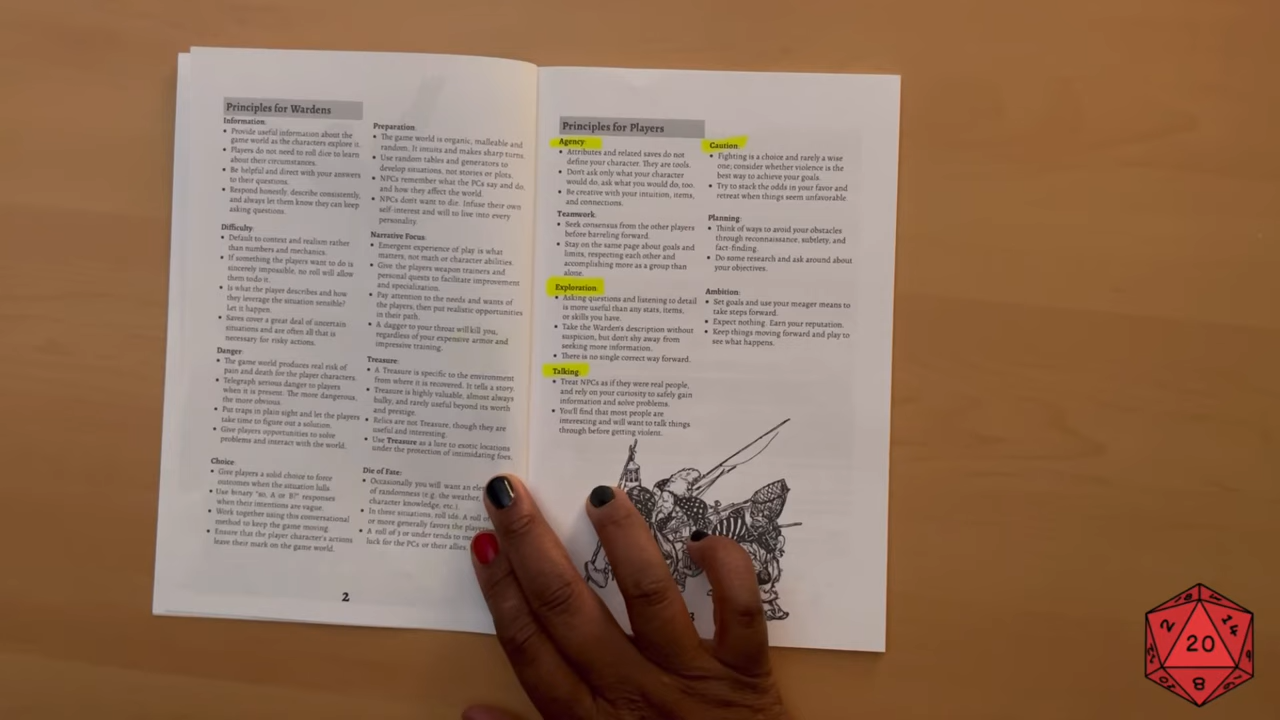 Principles for Wardens
Information:
• Provide useful information about the
game world as the characters explore it.
• Players do not need to roll dice to learn
about their circumstances.
• Be helpful and direct with your answers
to their questions.
• Respond honestly, describe consistently,
and always let them know they can keep
asking questions.
Difficulty:
• Default to context and realism rather
than numbers and mechanics.
• If something the players want to do is
sincerely impossible, no roll will allow
them to do it.
• Is what the player describes and how
they leverage the situation sensible?
Let it happen.
• Saves cover a great deal of uncertain
situations and are often all that is
necessary for risky actions.
Danger:
• The game world produces real risk of
pain and death for the player characters.
• Telegraph serious danger to players
when it is present. The more dangerous,
the more obvious.
• Put traps in plain sight and let the players
take time to figure out a solution.
• Give players opportunities to solve
problems and interact with the world.
Choice:
• Give players a solid choice to force
outcomes when the situation lulls.
• Use binary "so, A or B?" responses
when their intentions are vague.
• Work together using this conversational
method to keep the game moving.
• Ensure that the player character's actions
leave their mark on the game world.
Preparation:
• The game world is organic, malleable and
random. It intuits and makes sharp turns.
• Use random tables and generators to
develop situations, not stories or plots.
• NPCs remember what the PCs say and do,
and how they affect the world.
• NPCs don't want to die. Infuse their own
self-interest and will to live into every
personality.
Narrative Focus:
• Emergent experience of play is what
matters, not math or character abilities.
• Give the players weapon trainers and
personal quests to facilitate improvement
and specialization.
• Pay attention to the needs and wants of
the players, then put realistic opportunities
in their path.
• A dagger to your throat will kill you,
regardless of your expensive armor and
impressive training.
Treasure:
• A Treasure is specific to the environment
from where it is recovered. It tells a story.
• Treasure is highly valuable, almost always
bulky, and rarely useful beyond its worth
and prestige.
• Relics are not Treasure, though they are
useful and interesting.
• Use Treasure as a lure to exotic locations
under the protection of intimidating foes.
Die of Fate:
• Occasionally you will want an
of randomness (e.g. the weather,
character knowledge, etc.).
• In these situations, roll 1d6. A roll of
or more generally favors the
• A roll of 3 or under tends to
luck for the PCs or their allies.
2
Principles for Players
Agency
• Attributes and related saves do not
define your character. They are tools.
• Don't ask only what your character
would do, ask what you would do, too.
• Be creative with your intuition, items,
and connections.
Teamwork:
• Seek consensus from the other players
before barreling forward.
• Stay on the same page about goals and
limits, respecting each other and
accomplishing more as a group than
alone.
Exploration:
• Asking questions and listening to detail
is more useful than any stats, items,
or skills you have.
• Take the Warden's description without
suspicion, but don't shy away from
seeking more information.
• There is no single correct way forward.
Talking:
• Treat NPCs as if they were real people,
and rely on your curiosity to safely gain
information and solve problems.
• You'll find that most people are
interesting and will want to talk things
through before getting violent.
Caution:
• Fighting is a choice and rarely a wise
one; consider whether violence is the
best way to achieve your goals.
• Try to stack the odds in your favor and
retreat when things seem unfavorable.
Planning:
• Think of ways to avoid your obstacles
through reconnaissance, subtlety, and
fact-finding.
• Do some research and ask around about
your objectives.
Ambition:
• Set goals and use your meager means to
take steps forward.
• Expect nothing. Earn your reputation.
• Keep things moving forward and play to
see what happens.
3
20
2
14
8